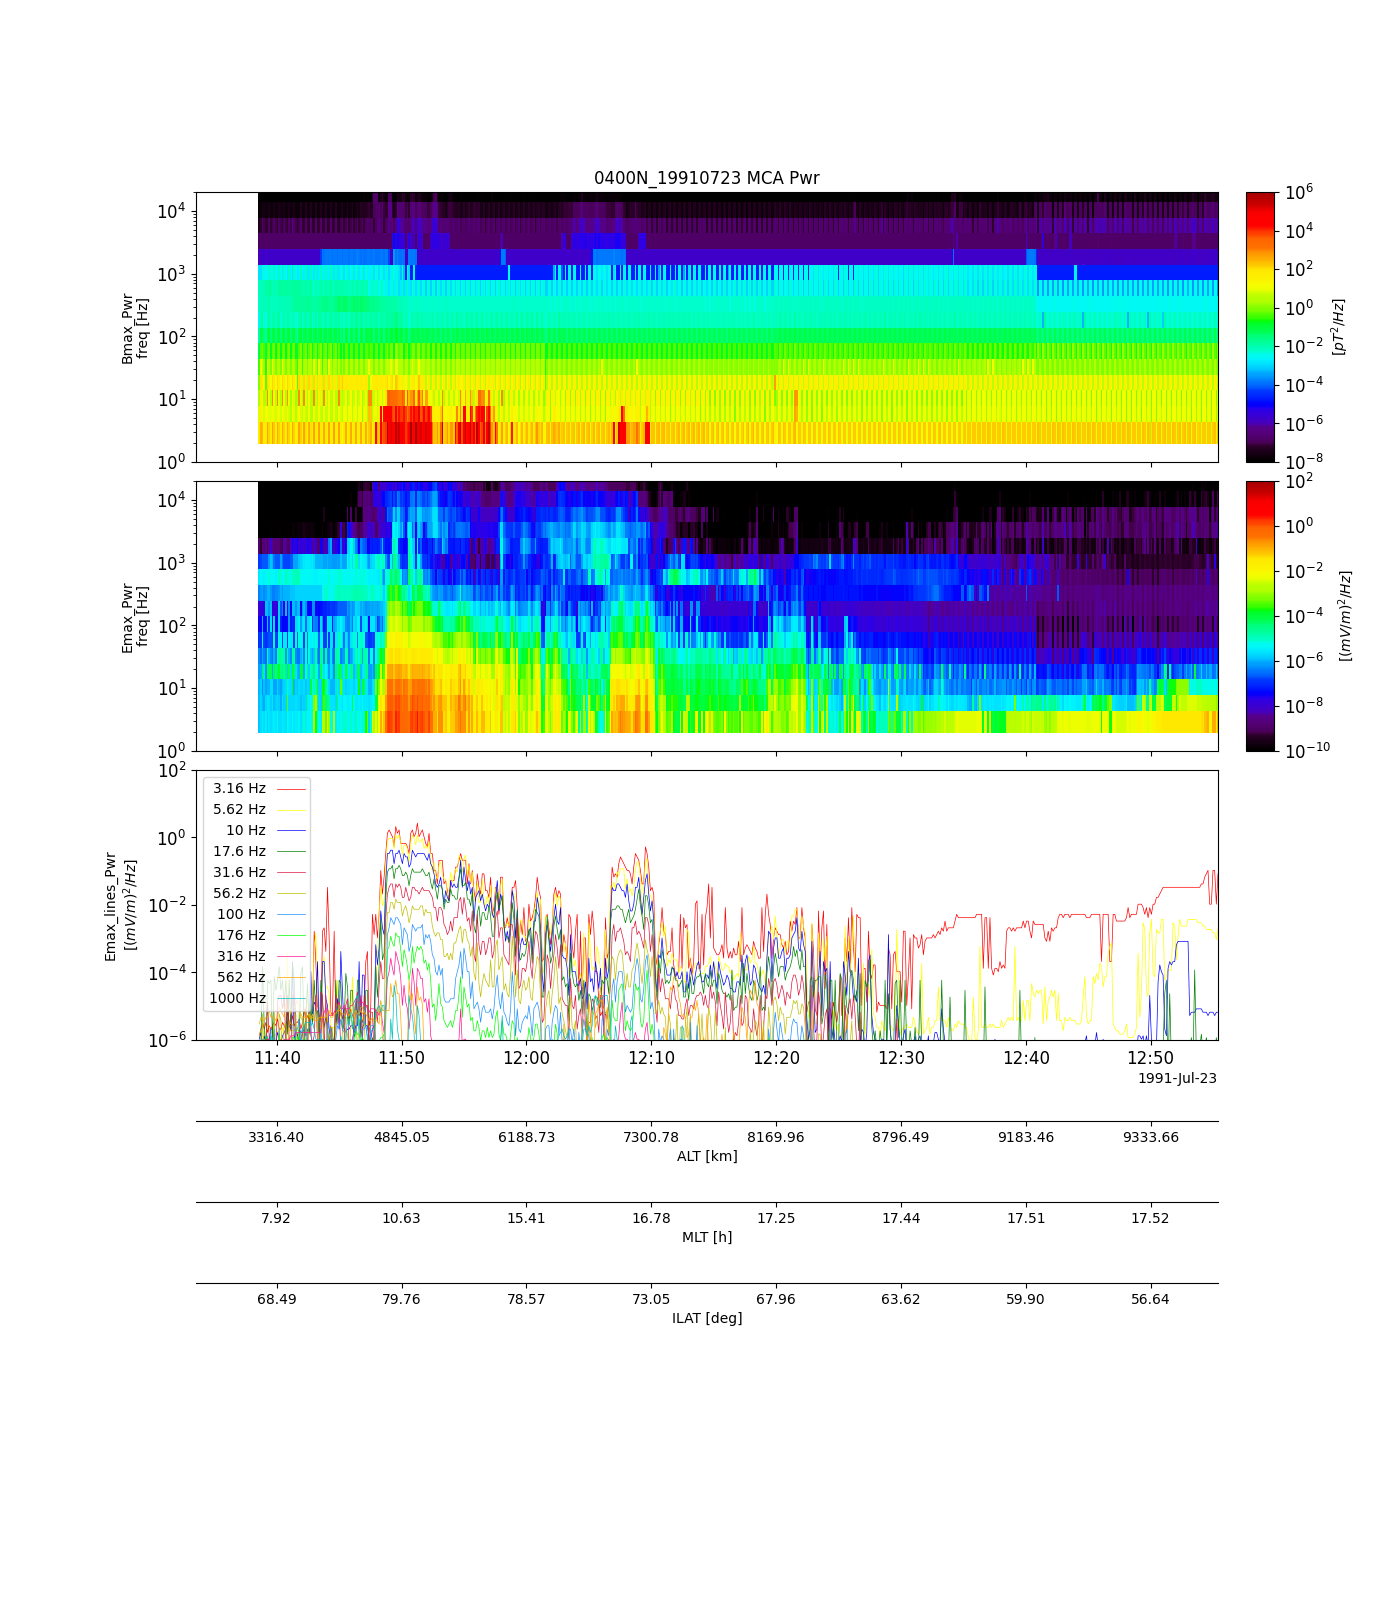 0400N_19910723 MCA Pwr
10^4
10^3
10^2
10^1
10^0
Bmax_Pwr
freq [Hz]
10^6
10^4
10^2
10^0
10^-2
10^-4
10^-6
10^-8
[pT^2/Hz]
10^4
10^3
10^2
10^1
10^0
Emax_Pwr
freq [Hz]
10^2
10^0
10^-2
10^-4
10^-6
10^-8
10^-10
[(mV/m)^2/Hz]
10^2
10^0
10^-2
10^-4
10^-6
Emax_lines_Pwr
[(mV/m)^2/Hz]
3.16 Hz
5.62 Hz
10 Hz
17.6 Hz
31.6 Hz
56.2 Hz
100 Hz
176 Hz
316 Hz
562 Hz
1000 Hz
11:40 11:50 12:00 12:10 12:20 12:30 12:40 12:50
1991-Jul-23
3316.40 4845.05 6188.73 7300.78 8169.96 8796.49 9183.46 9333.66
ALT [km]
7.92 10.63 15.41 16.78 17.25 17.44 17.51 17.52
MLT [h]
68.49 79.76 78.57 73.05 67.96 63.62 59.90 56.64
ILAT [deg]